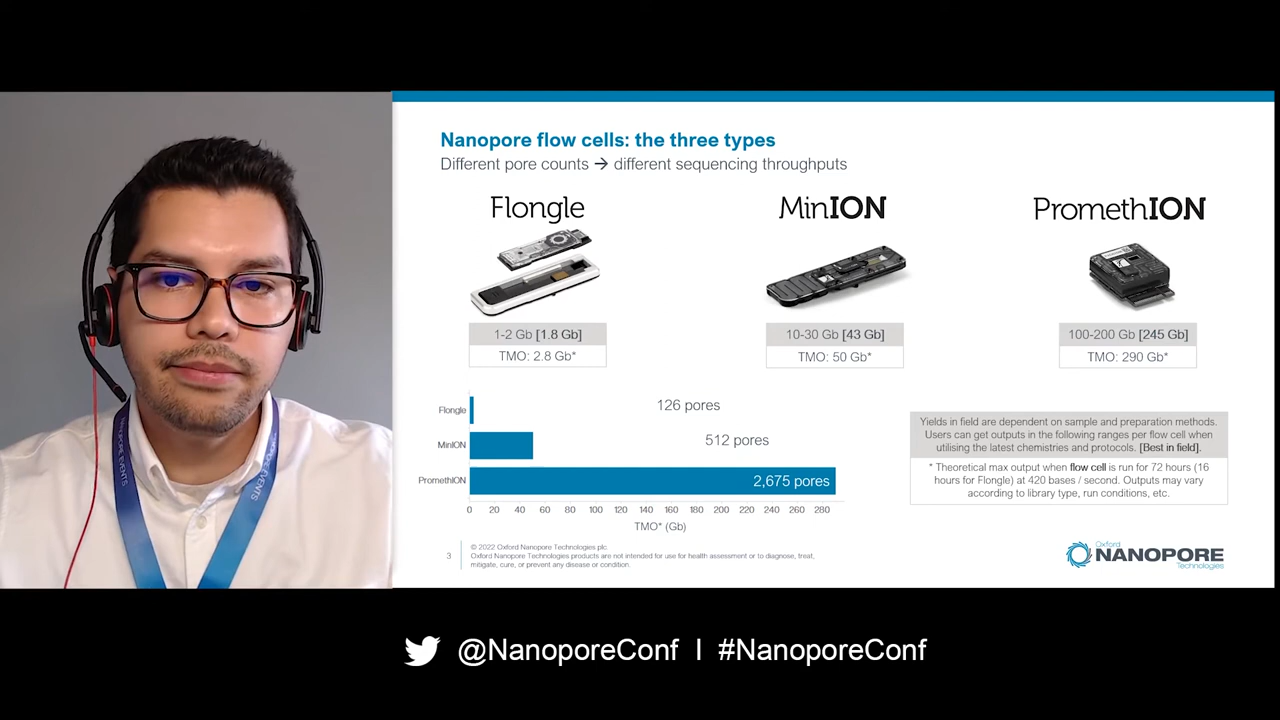 Nanopore flow cells: the three types
Different pore counts → different sequencing throughputs
Flongle
MinION
PromethION
1-2 Gb [1.8 Gb]
TMO: 2.8 Gb*
10-30 Gb [43 Gb]
TMO: 50 Gb*
100-200 Gb [245 Gb]
TMO: 290 Gb*
Flongle
126 pores
MinION
512 pores
PromethION
2,675 pores
0 20 40 60 80 100 120 140 160 180 200 220 240 260 280
TMO* (Gb)
Yields in field are dependent on sample and preparation methods.
Users can get outputs in the following ranges per flow cell when
utilising the latest chemistries and protocols. [Best in field].
* Theoretical max output when flow cell is run for 72 hours (16
hours for Flongle) at 420 bases / second. Outputs may vary
according to library type, run conditions, etc.
3
© 2022 Oxford Nanopore Technologies plc.
Oxford Nanopore Technologies products are not intended for use for health assessment or to diagnose, treat,
mitigate, cure, or prevent any disease or condition.
Oxford
NANOPORE
Technologies
NANOPORE EVENTS
EVENTS
@NanoporeConf I #NanoporeConf